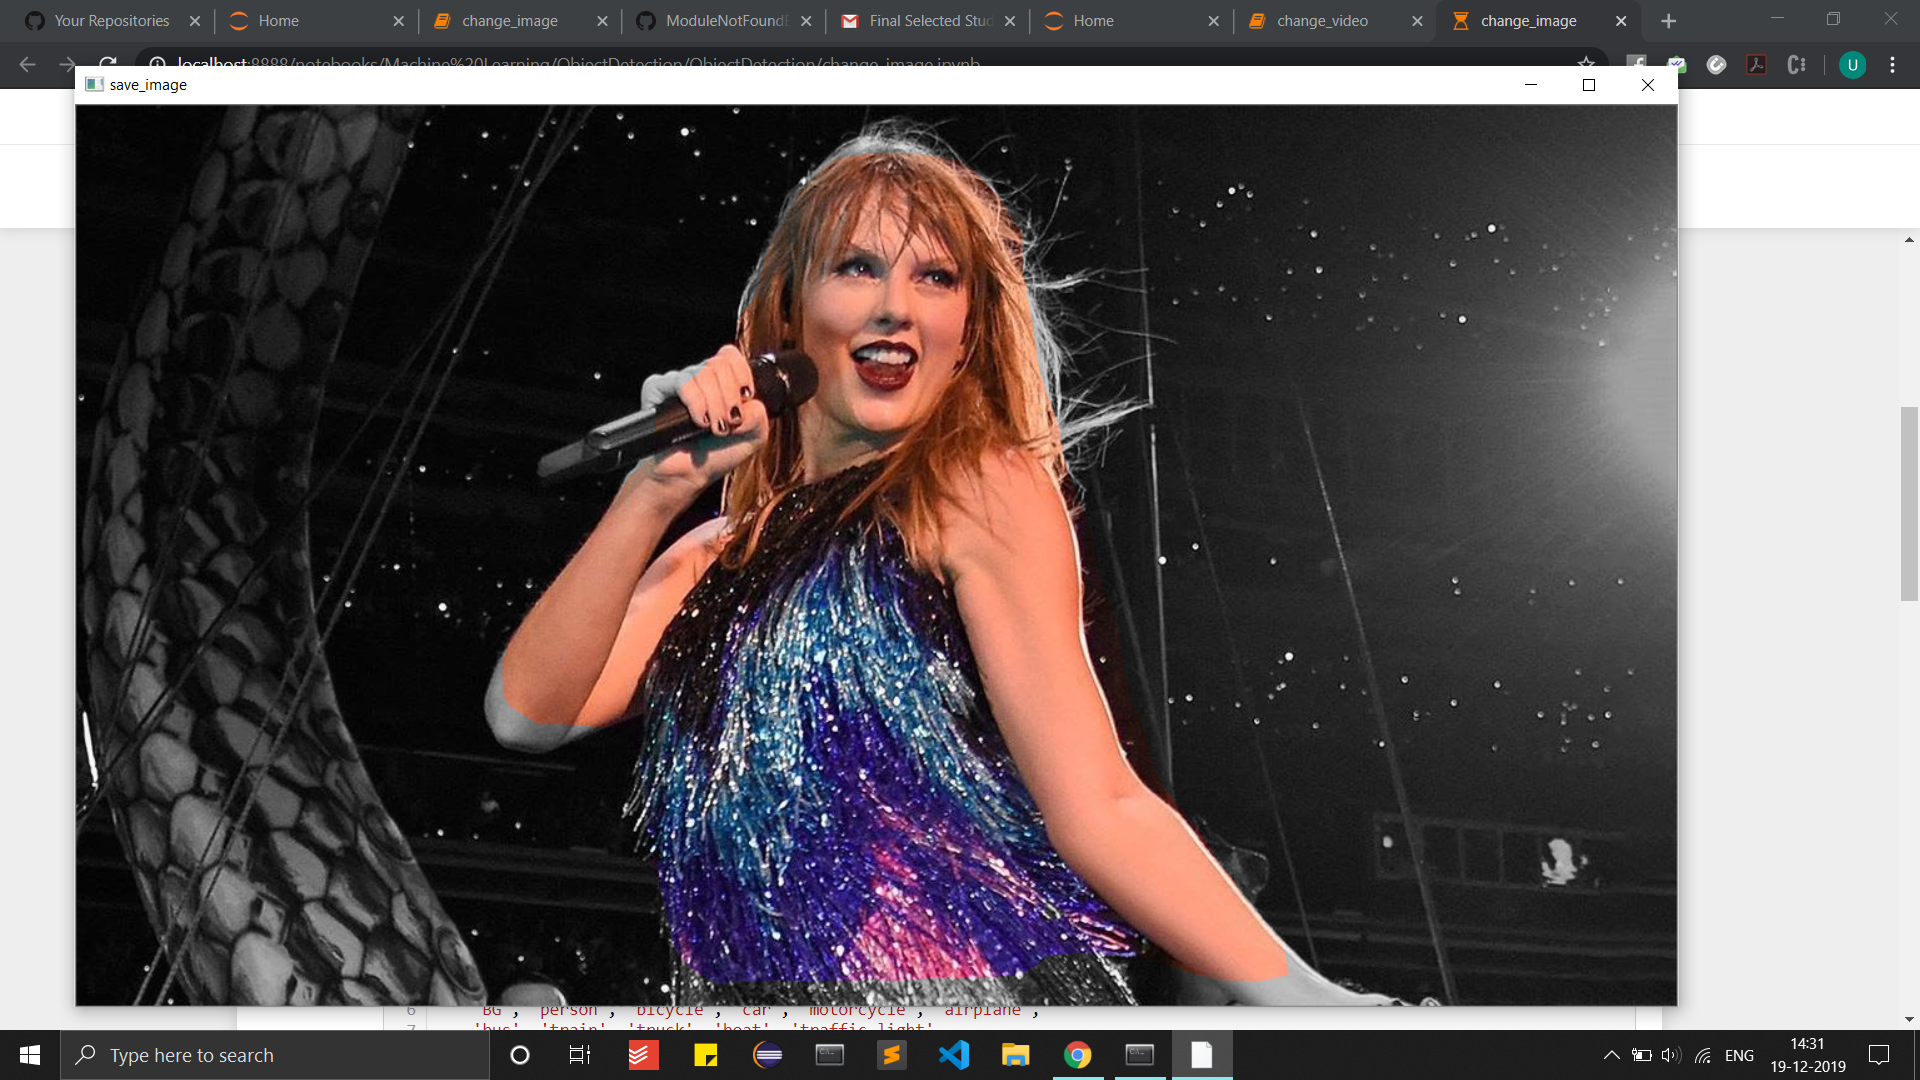 Your Repositories
Home
change_image
ModuleNotFoundE
Final Selected Stud
Home
change_video
change_image
localhost:8888/notebooks/Machine%20Learning/ObjectDetection/ObjectDetection/change_image.ipynb
U
save_image
6 'BG', 'person', 'bicycle', 'car', 'motorcycle', 'airplane',
7 'bus', 'train', 'truck', 'boat', 'traffic light'
Type here to search
ENG
14:31
19-12-2019